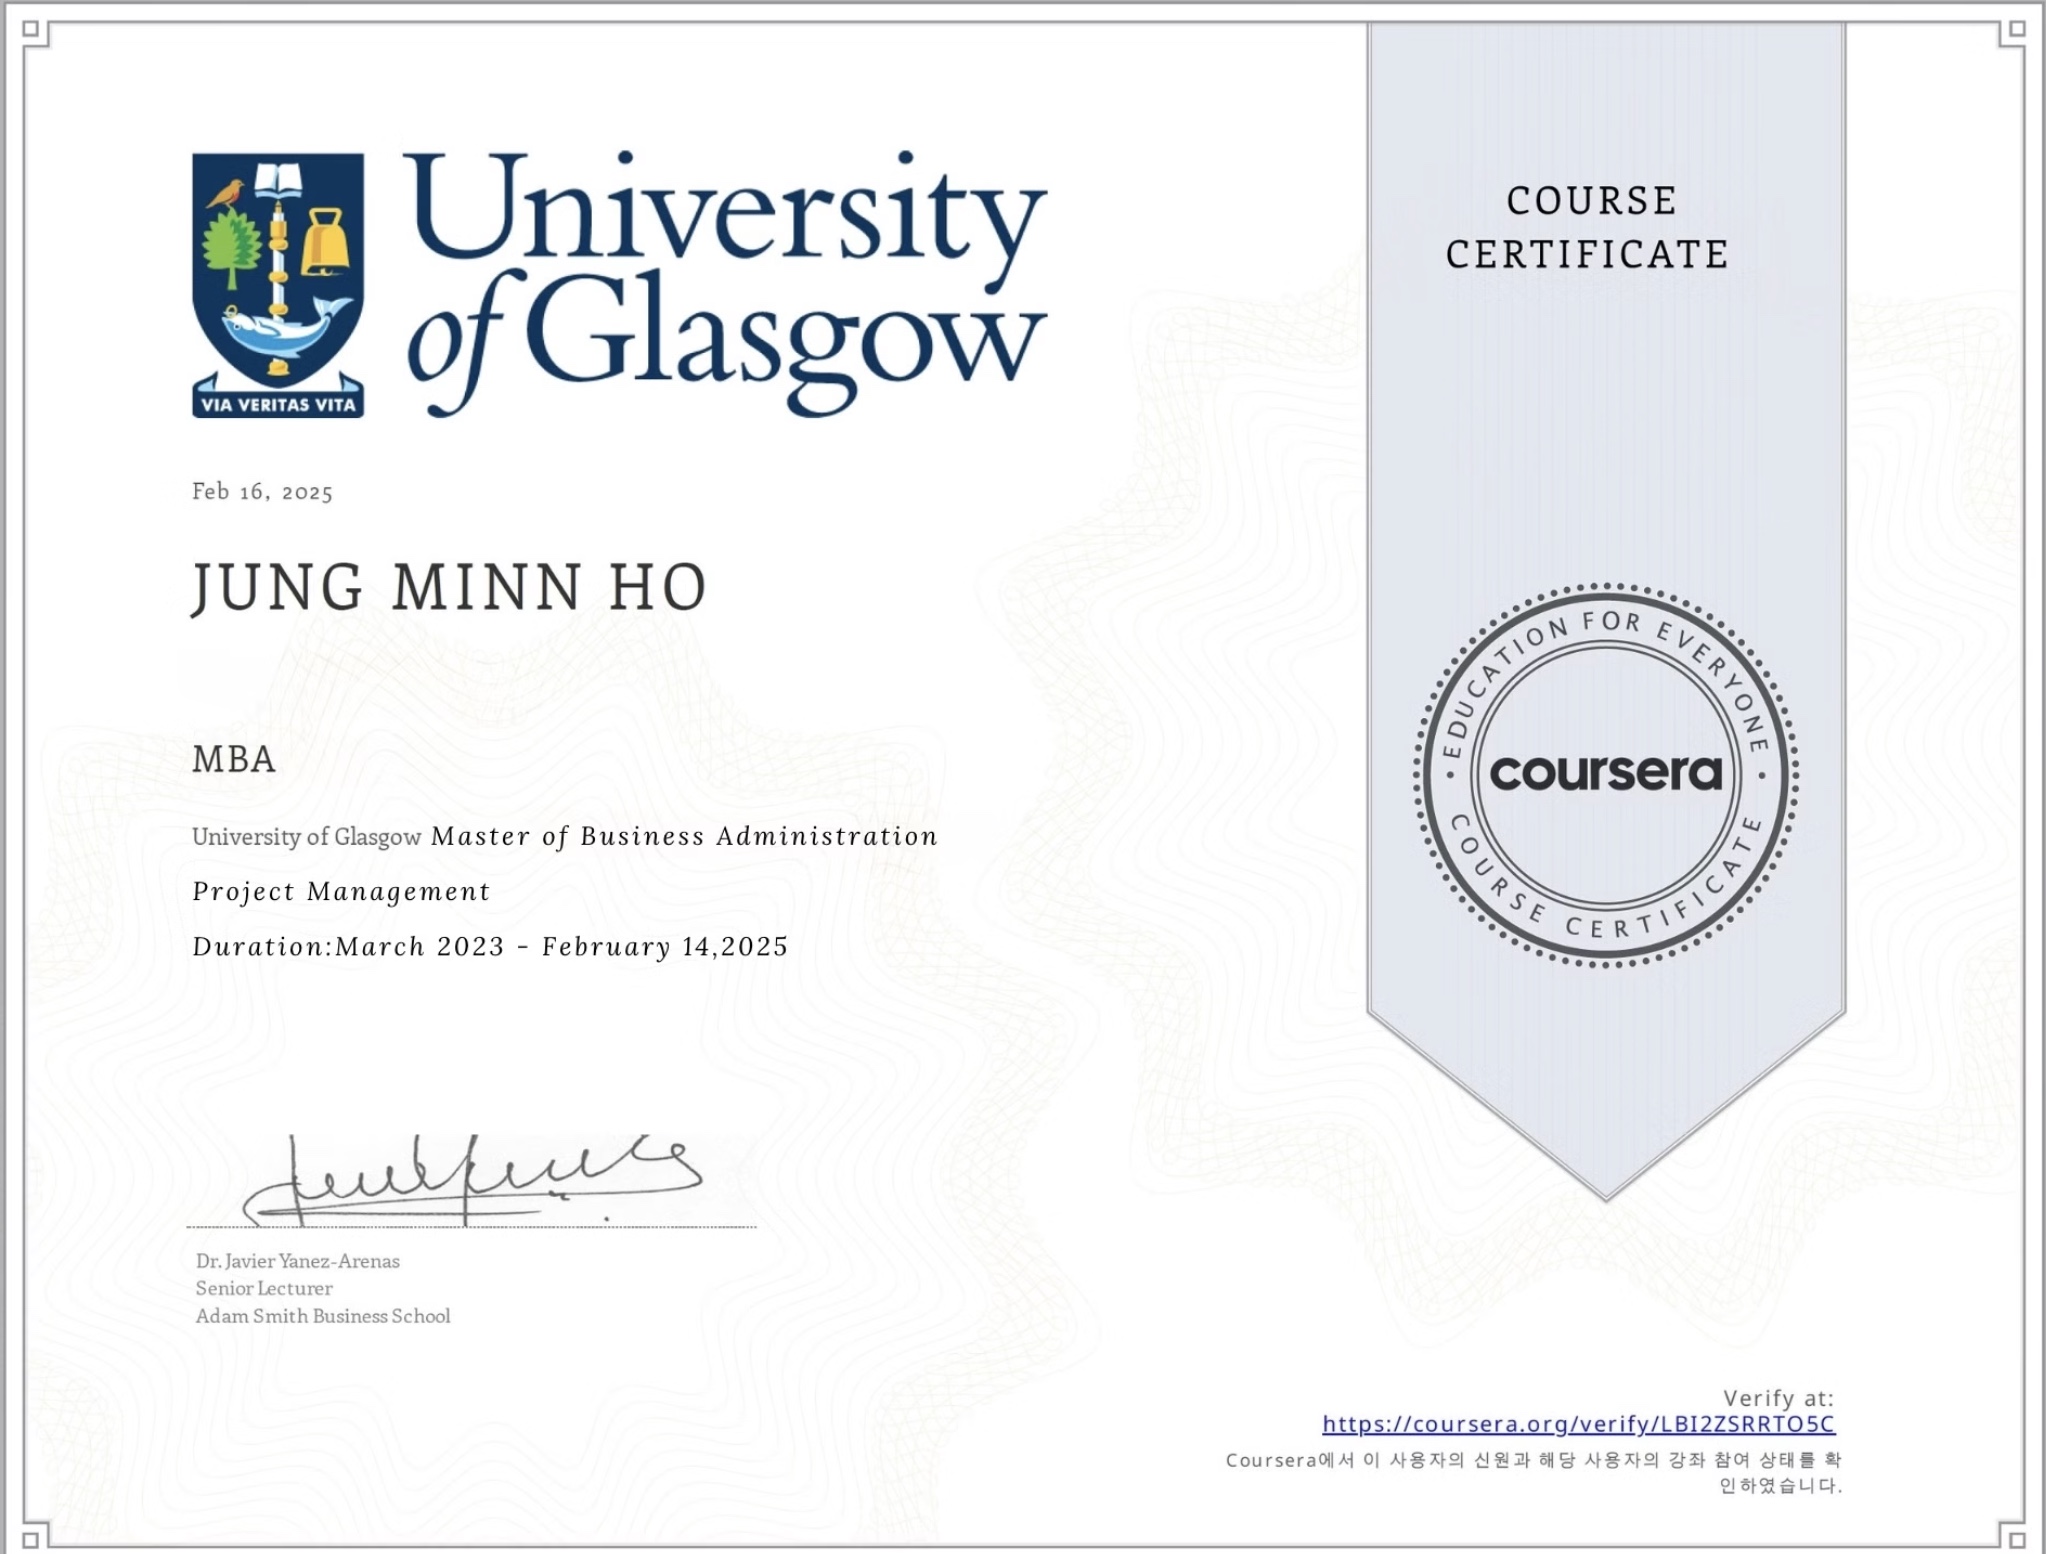 University
of Glasgow
VIA VERITAS VITA
COURSE
CERTIFICATE
Feb 16, 2025
JUNG MINN HO
MBA
University of Glasgow Master of Business Administration
Project Management
Duration:March 2023 - February 14,2025
EDUCATION FOR EVERYONE
coursera
COURSE CERTIFICATE
Dr. Javier Yanez-Arenas
Senior Lecturer
Adam Smith Business School
Verify at:
https://coursera.org/verify/LBI2ZSRRTO5C
Coursera에서 이 사용자의 신원과 해당 사용자의 강좌 참여 상태를 확
인하였습니다.